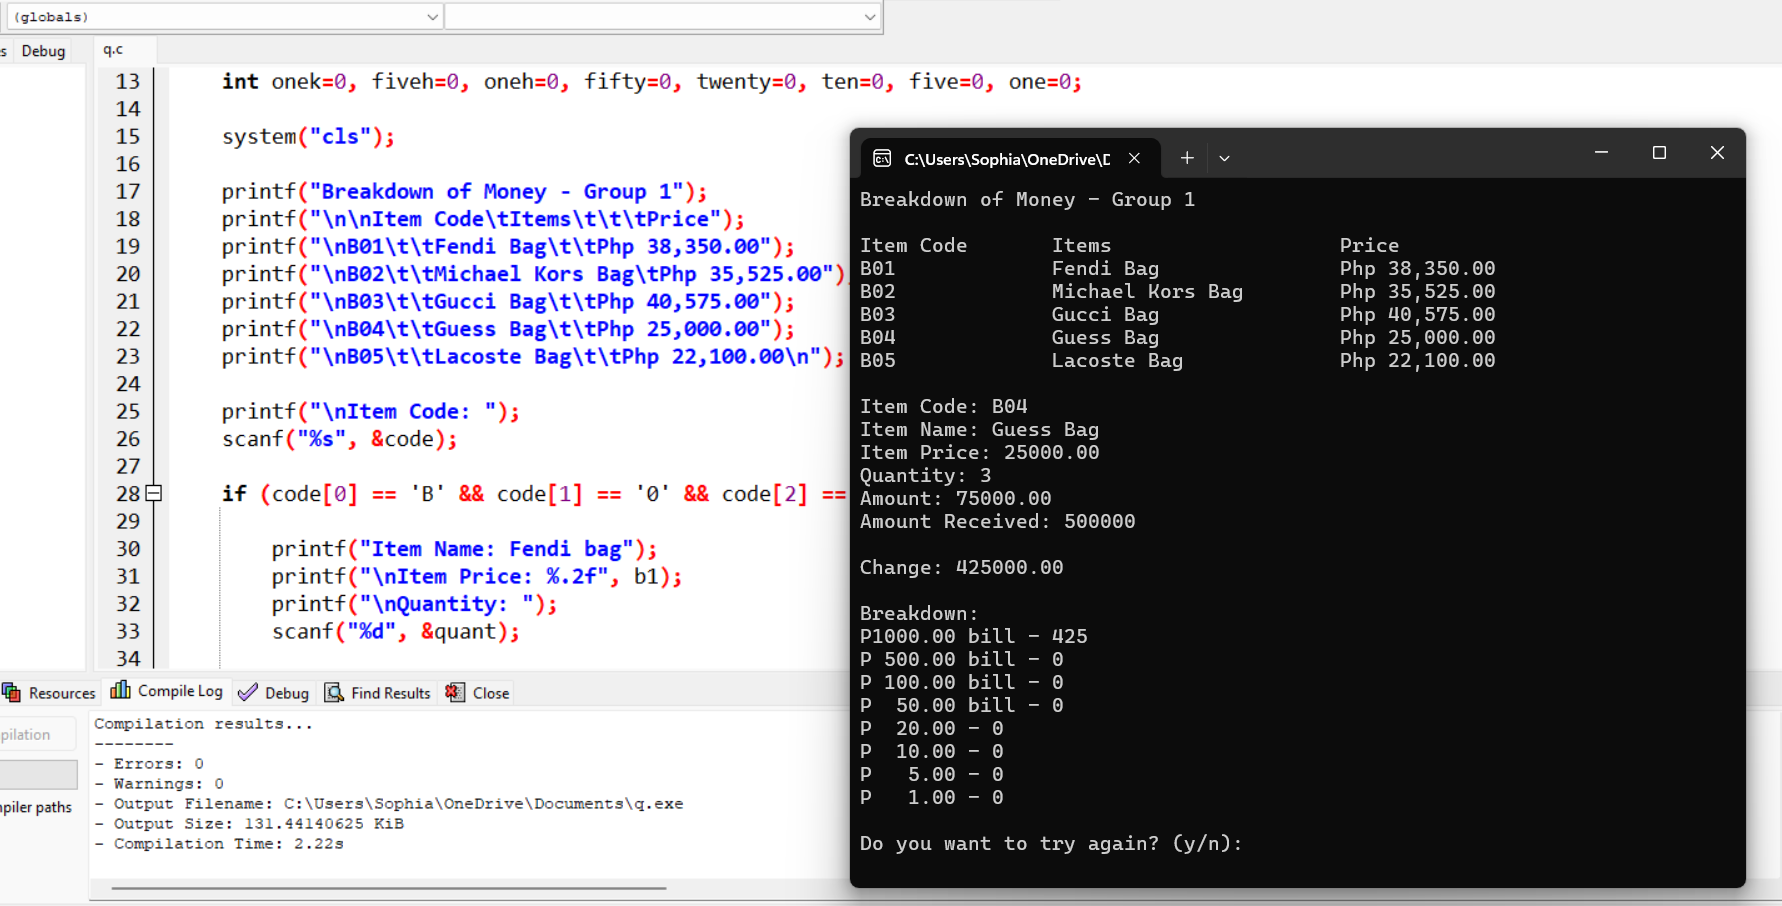 (globals)
s Debug q.c
13 int onek=0, fiveh=0, oneh=0, fifty=0, twenty=0, ten=0, five=0, one=0;
14
15 system("cls");
16
17 printf("Breakdown of Money - Group 1");
18 printf("\n\nItem Code\tItems\t\t\tPrice");
19 printf("\nB01\t\tFendi Bag\t\tPhp 38,350.00");
20 printf("\nB02\t\tMichael Kors Bag\tPhp 35,525.00")
21 printf("\nB03\t\tGucci Bag\t\tPhp 40,575.00");
22 printf("\nB04\t\tGuess Bag\t\tPhp 25,000.00");
23 printf("\nB05\t\tLacoste Bag\t\tPhp 22,100.00\n");
24
25 printf("\nItem Code: ");
26 scanf("%s", &code);
27
28 if (code[0] == 'B' && code[1] == '0' && code[2] ==
29
30 printf("Item Name: Fendi bag");
31 printf("\nItem Price: %.2f", b1);
32 printf("\nQuantity: ");
33 scanf("%d", &quant);
34
Resources Compile Log Debug Find Results Close
pilation
mpiler paths
Compilation results...
--------
- Errors: 0
- Warnings: 0
- Output Filename: C:\Users\Sophia\OneDrive\Documents\q.exe
- Output Size: 131.44140625 KiB
- Compilation Time: 2.22s
C:\Users\Sophia\OneDrive\D
Breakdown of Money - Group 1
Item Code Items Price
B01 Fendi Bag Php 38,350.00
B02 Michael Kors Bag Php 35,525.00
B03 Gucci Bag Php 40,575.00
B04 Guess Bag Php 25,000.00
B05 Lacoste Bag Php 22,100.00
Item Code: B04
Item Name: Guess Bag
Item Price: 25000.00
Quantity: 3
Amount: 75000.00
Amount Received: 500000
Change: 425000.00
Breakdown:
P1000.00 bill - 425
P 500.00 bill - 0
P 100.00 bill - 0
P  50.00 bill - 0
P  20.00 - 0
P  10.00 - 0
P   5.00 - 0
P   1.00 - 0
Do you want to try again? (y/n):